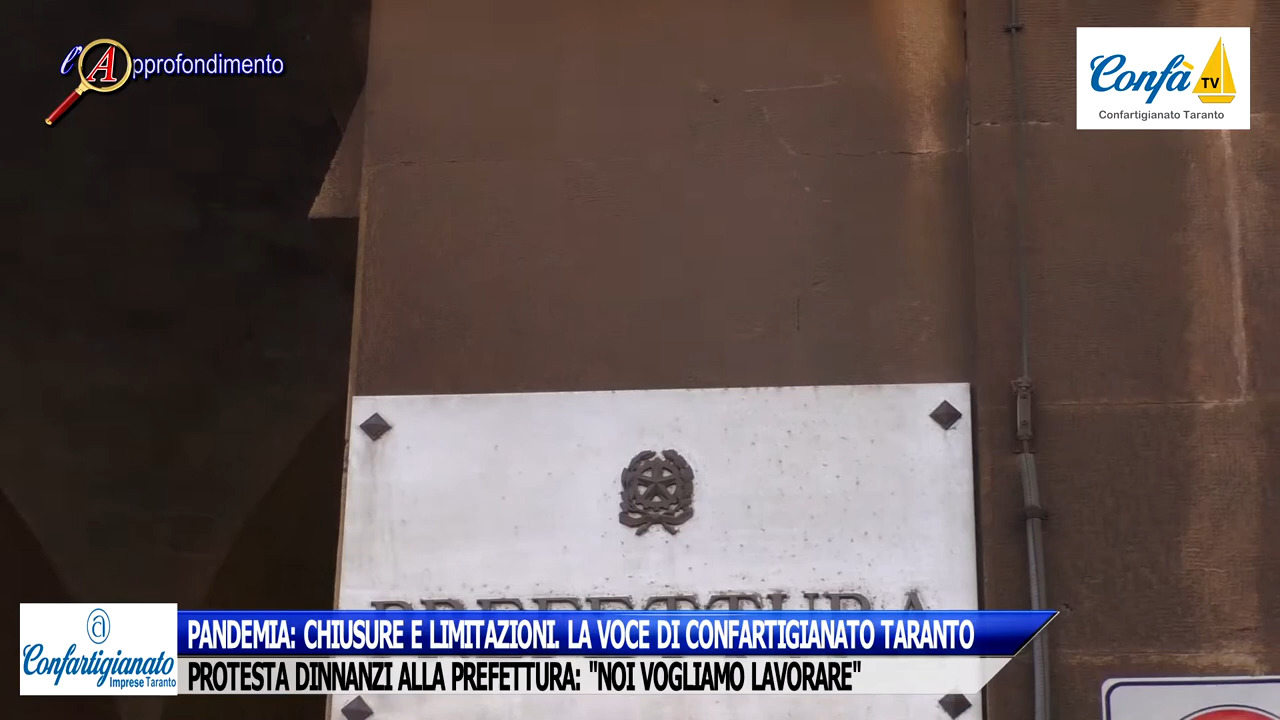 l'Approfondimento
Confà
TV
Confartigianato Taranto
PREFETTURA
@
Confartigianato
Imprese Taranto
PANDEMIA: CHIUSURE E LIMITAZIONI. LA VOCE DI CONFARTIGIANATO TARANTO
PROTESTA DINNANZI ALLA PREFETTURA: "NOI VOGLIAMO LAVORARE"